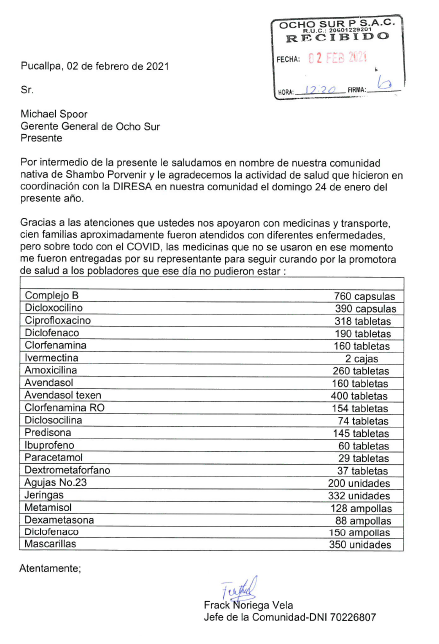 OCHO SUR P S.A.C.
R.U.C.: 20601229201
RECIBIDO
FECHA: 02 FEB 2021
HORA: 12:20 FIRMA:
Pucallpa, 02 de febrero de 2021
Sr.
Michael Spoor
Gerente General de Ocho Sur
Presente
Por intermedio de la presente le saludamos en nombre de nuestra comunidad
nativa de Shambo Porvenir y le agradecemos la actividad de salud que hicieron en
coordinación con la DIRESA en nuestra comunidad el domingo 24 de enero del
presente año.
Gracias a las atenciones que ustedes nos apoyaron con medicinas y transporte,
cien familias aproximadamente fueron atendidos con diferentes enfermedades,
pero sobre todo con el COVID, las medicinas que no se usaron en ese momento
me fueron entregadas por su representante para seguir curando por la promotora
de salud a los pobladores que ese día no pudieron estar :
Complejo B 760 capsulas
Dicloxocilino 390 capsulas
Ciprofloxacino 318 tabletas
Diclofenaco 190 tabletas
Clorfenamina 160 tabletas
Ivermectina 2 cajas
Amoxicilina 260 tabletas
Avendasol 160 tabletas
Avendasol texen 400 tabletas
Clorfenamina RO 154 tabletas
Diclosocilina 74 tabletas
Predisona 145 tabletas
Ibuprofeno 60 tabletas
Paracetamol 29 tabletas
Dextrometaforfano 37 tabletas
Agujas No.23 200 unidades
Jeringas 332 unidades
Metamisol 128 ampollas
Dexametasona 88 ampollas
Diclofenaco 150 ampollas
Mascarillas 350 unidades
Atentamente;
Frack Noriega Vela
Jefe de la Comunidad-DNI 70226807